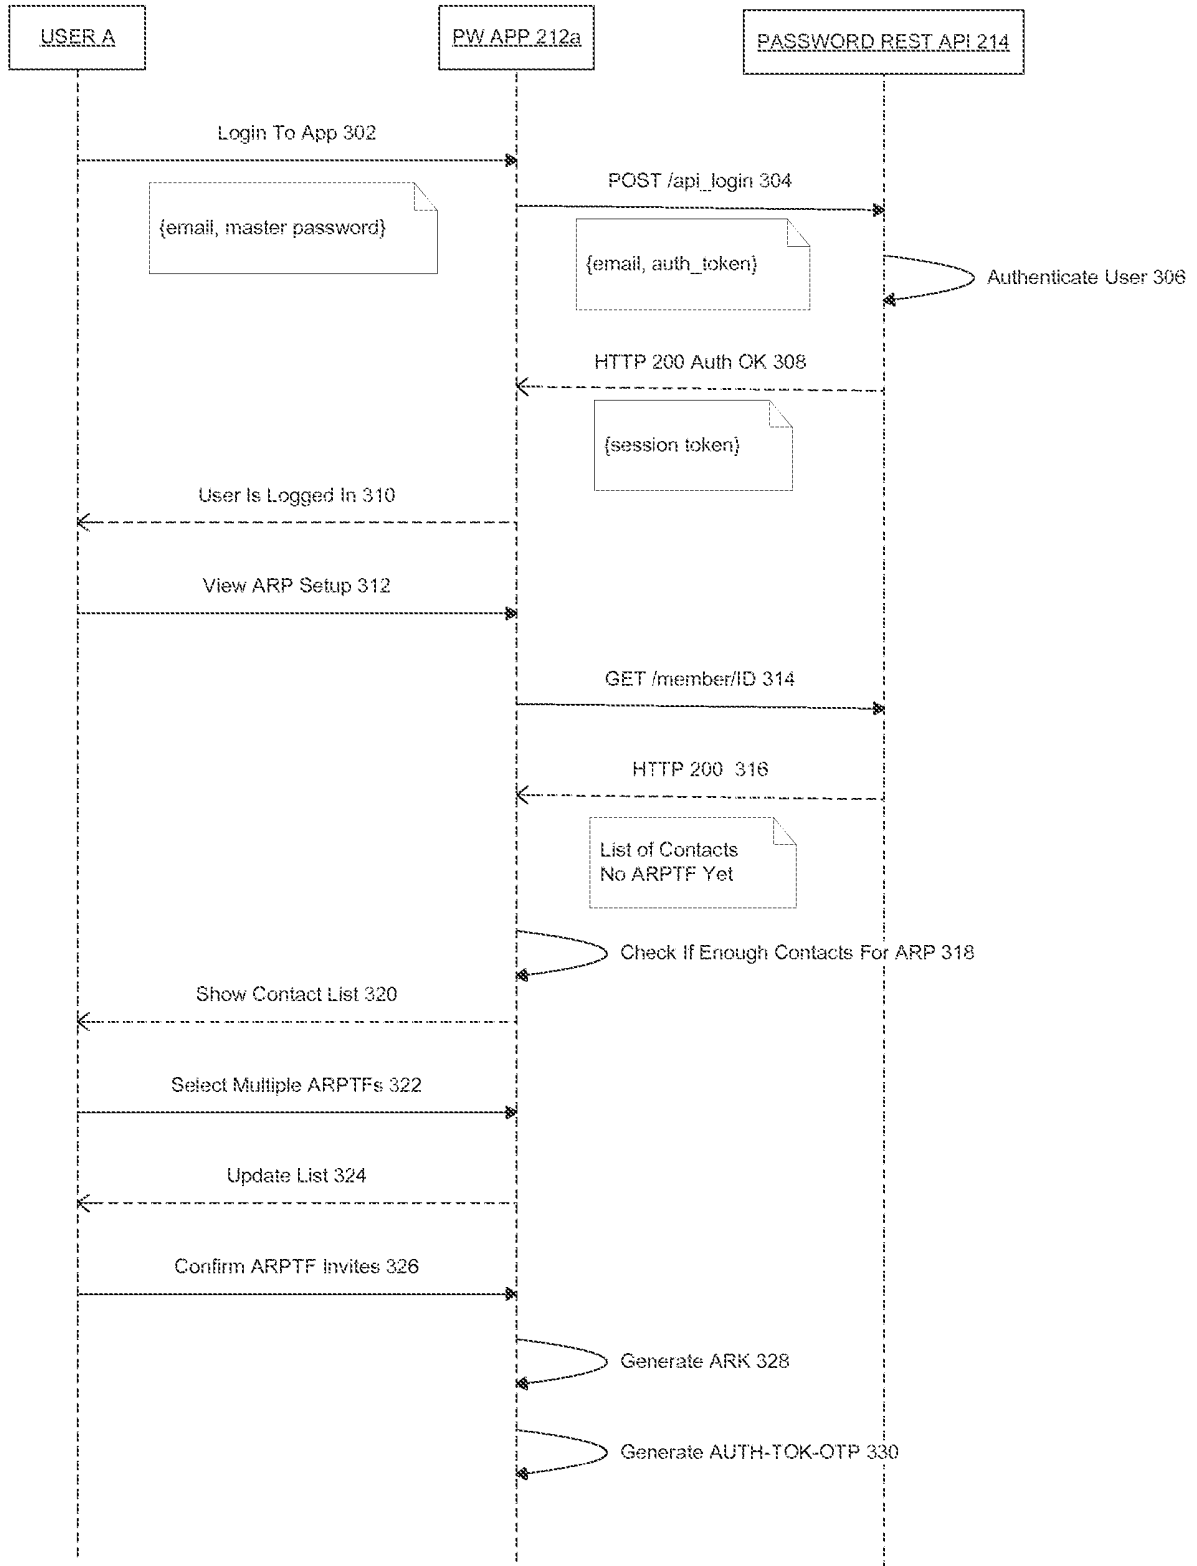 USER A
PW APP 212a
PASSWORD REST API 214
Login To App 302
{email, master password}
POST /api_login 304
{email, auth_token}
Authenticate User 306
HTTP 200 Auth OK 308
{session token}
User Is Logged In 310
View ARP Setup 312
GET /member/ID 314
HTTP 200 316
List of Contacts
No ARPTF Yet
Check If Enough Contacts For ARP 318
Show Contact List 320
Select Multiple ARPTFs 322
Update List 324
Confirm ARPTF Invites 326
Generate ARK 328
Generate AUTH-TOK-OTP 330